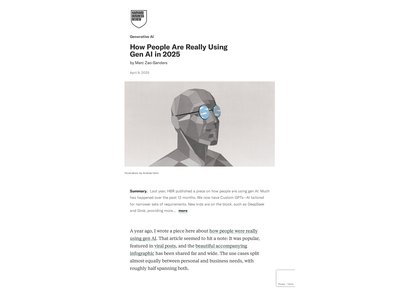 HARVARD
BUSINESS
REVIEW
Generative AI
How People Are Really Using
Gen AI in 2025
by Marc Zao-Sanders
April 9, 2025
Summary. Last year, HBR published a piece on how people are using gen AI. Much
has happened over the past 12 months. We now have Custom GPTs—AI tailored
for narrower sets of requirements. New kids are on the block, such as DeepSeek
and Grok, providing more... more
A year ago, I wrote a piece here about how people were really
using gen AI. That article seemed to hit a note: It was popular,
featured in viral posts, and the beautiful accompanying
infographic has been shared far and wide. The use cases split
almost equally between personal and business needs, with
roughly half spanning both.